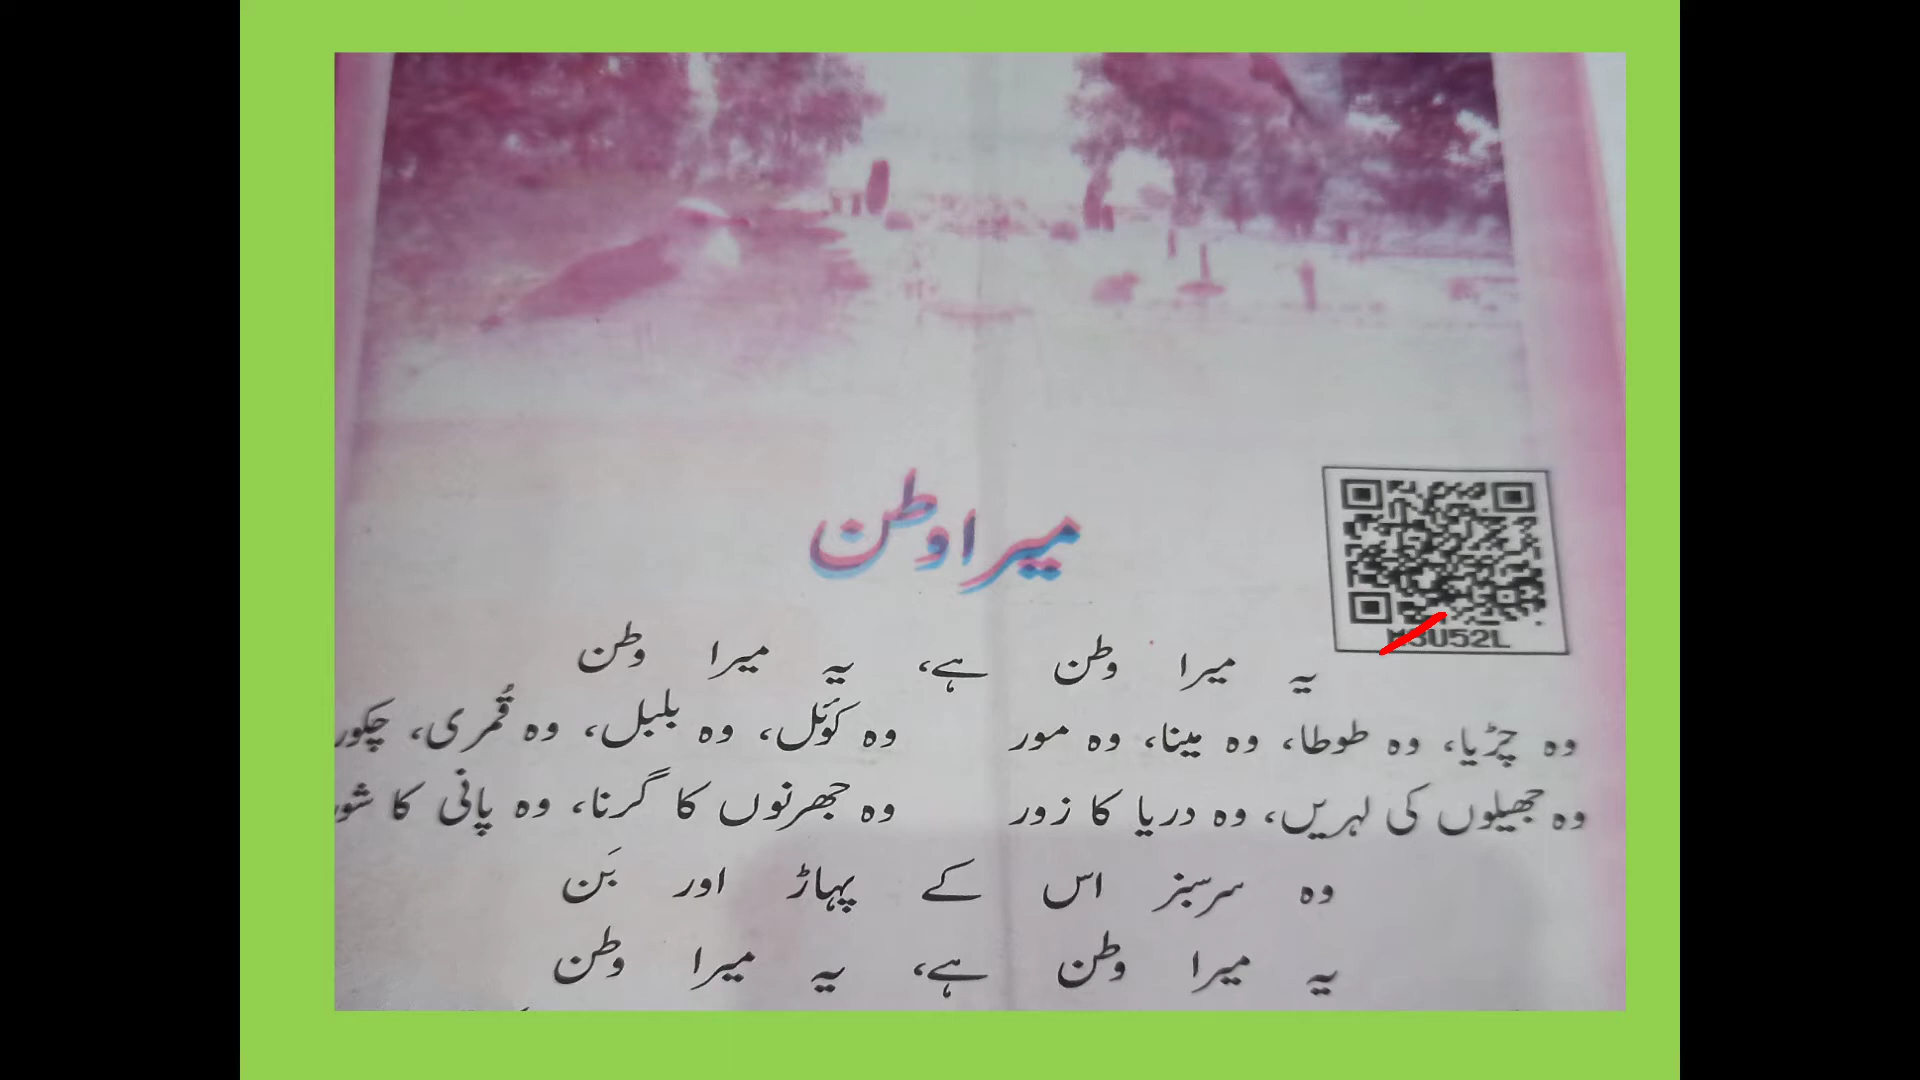 میرا وطن
یہ میرا وطن ہے، یہ میرا وطن
وہ چڑیا، وہ طوطا، وہ مینا، وہ مور وہ کوئل، وہ بلبل، وہ قُمری، چکور
وہ جھیلوں کی لہریں، وہ دریا کا زور وہ جھرنوں کا گرنا، وہ پانی کا شور
وہ سرسبز اس کے پہاڑ اور بَن
یہ میرا وطن ہے، یہ میرا وطن